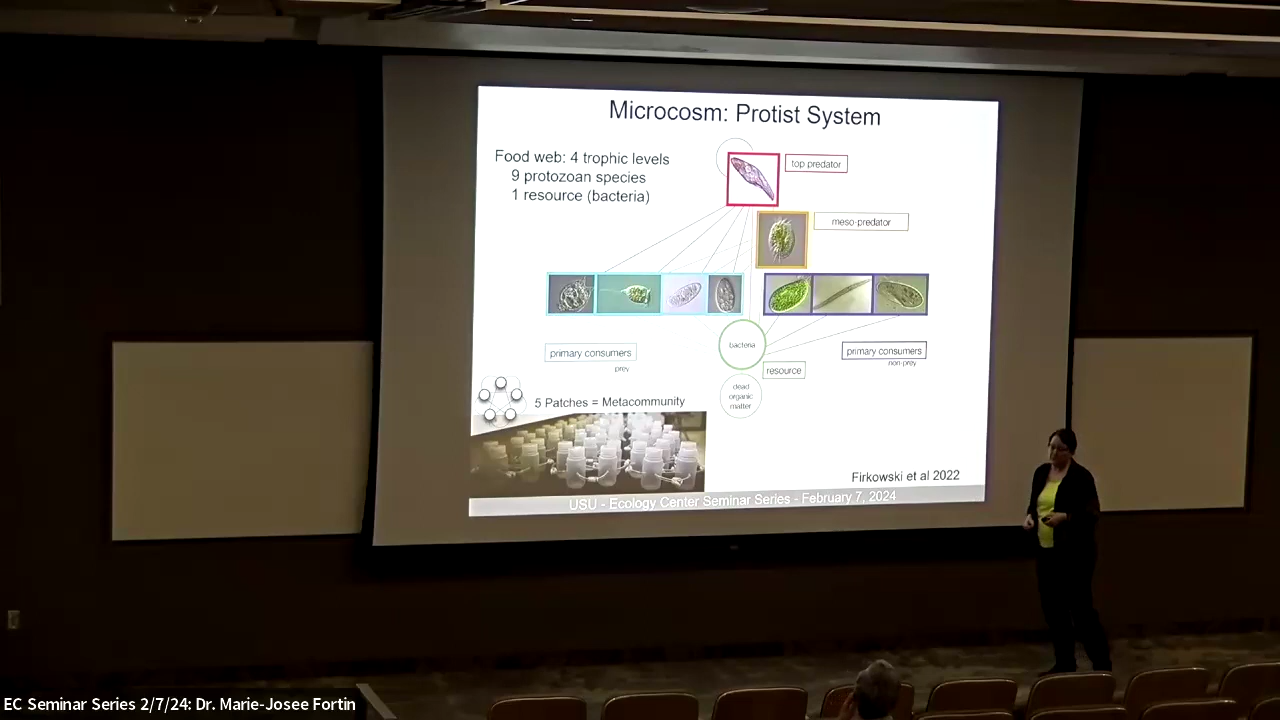 Microcosm: Protist System
Food web: 4 trophic levels
9 protozoan species
1 resource (bacteria)
top predator
meso-predator
bacteria
primary consumers
prey
primary consumers
non-prey
resource
dead
organic
matter
5 Patches = Metacommunity
Firkowski et al 2022
USU - Ecology Center Seminar Series - February 7, 2024
EC Seminar Series 2/7/24: Dr. Marie-Josee Fortin